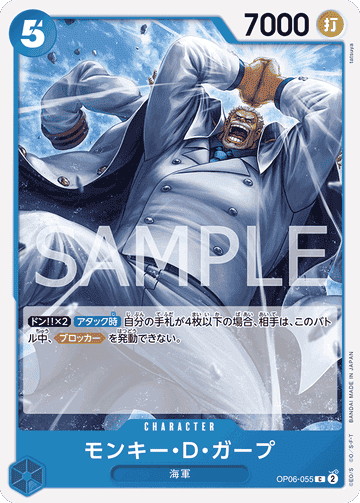 5
7000
打
tatsuya
SAMPLE
ドン!!×2 アタック時 自分の手札が4枚以下の場合、相手は、このバト
ル中、ブロッカー を発動できない。
CHARACTER
モンキー・D・ガープ
海軍
OP06-055 C 2
BANDAI MADE IN JAPAN
©E.O/S. ©O./S・F・T